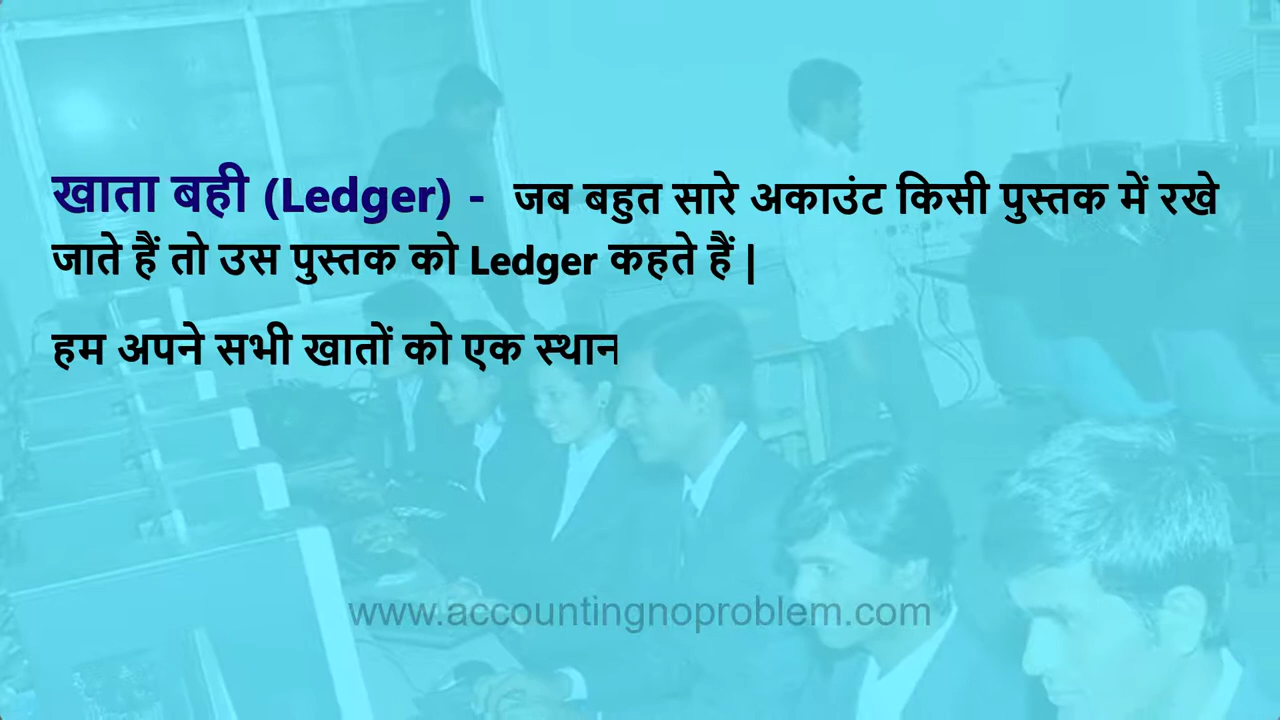 खाता बही (Ledger) - जब बहुत सारे अकाउंट किसी पुस्तक में रखे
जाते हैं तो उस पुस्तक को Ledger कहते हैं |
हम अपने सभी खातों को एक स्थान
www.accountingnoproblem.com